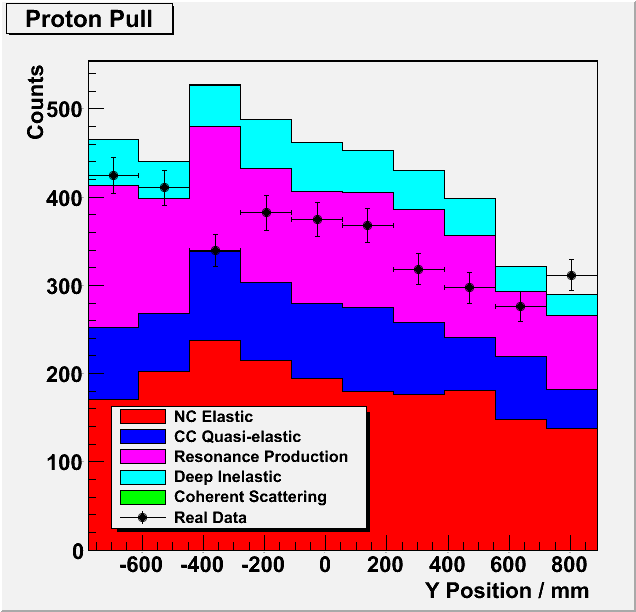 Proton Pull
Counts
500
400
300
200
100
0
NC Elastic
CC Quasi-elastic
Resonance Production
Deep Inelastic
Coherent Scattering
Real Data
-600 -400 -200 0 200 400 600 800
Y Position / mm